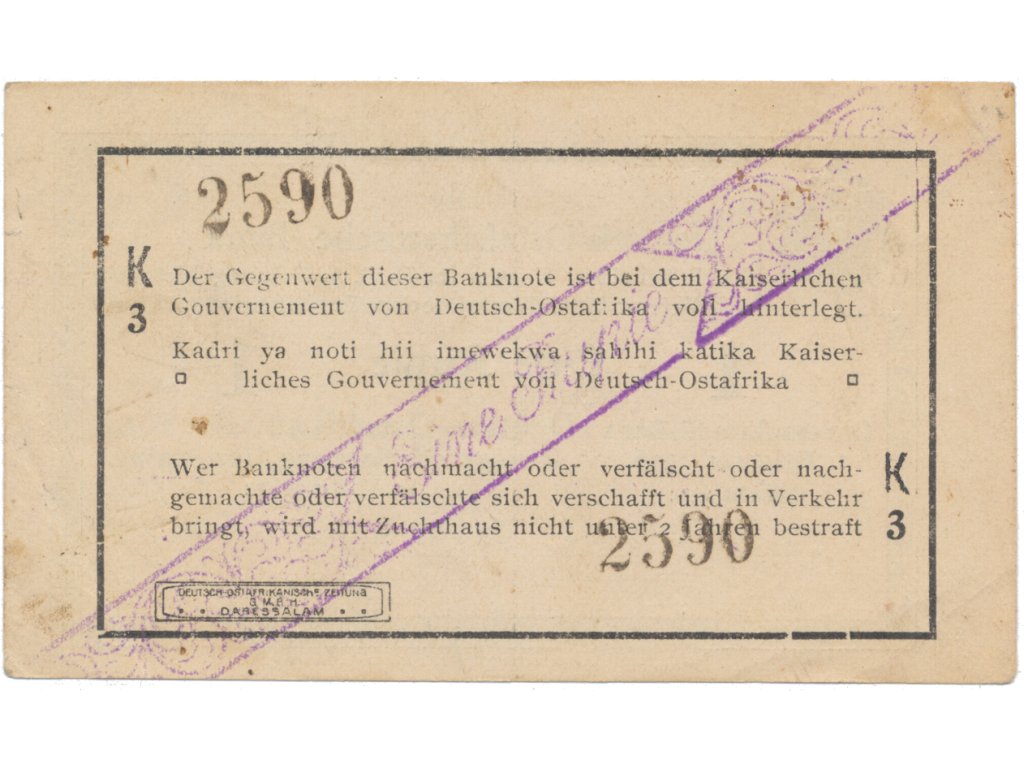 2590
K
3
Der Gegenwert dieser Banknote ist bei dem Kaiserlichen
Gouvernement von Deutsch-Ostafrika voll hinterlegt.
Kadri ya noti hii imewekwa sahihi katika Kaiser-
liches Gouvernement von Deutsch-Ostafrika
Eine Rupie
Wer Banknoten nachmacht oder verfälscht oder nach-
gemachte oder verfälschte sich verschafft und in Verkehr
bringt, wird mit Zuchthaus nicht unter 2 Jahren bestraft
K
3
2590
DEUTSCH-OSTAFRIKANISCHE ZEITUNG
G.M.B.H.
DARESSALAM